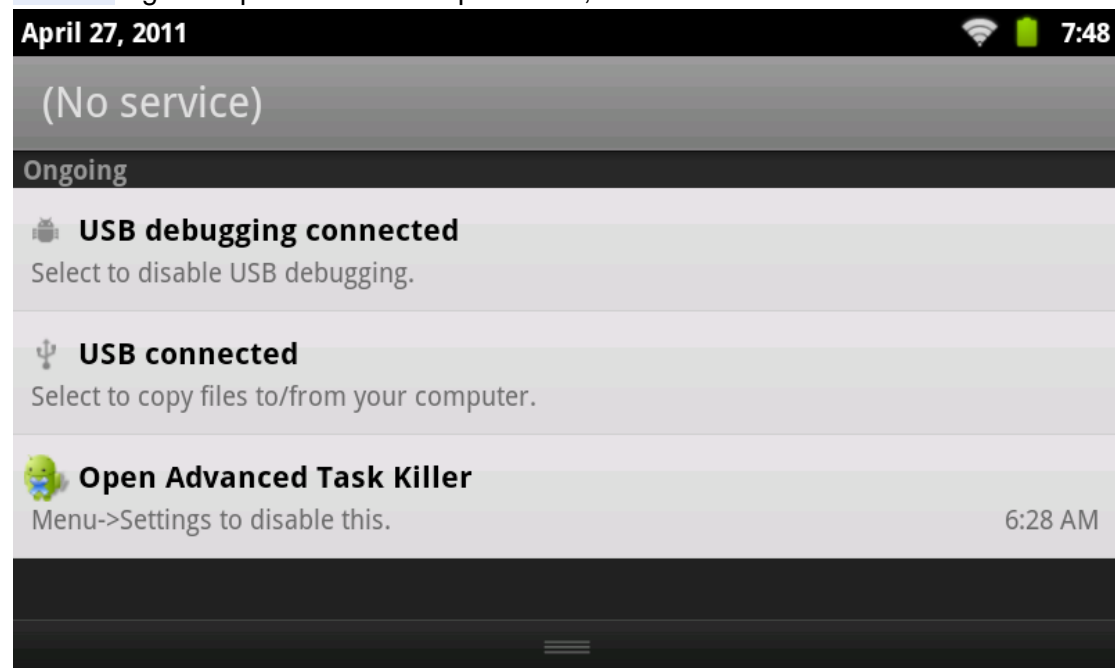 April 27, 2011 7:48
(No service)
Ongoing
USB debugging connected
Select to disable USB debugging.
USB connected
Select to copy files to/from your computer.
Open Advanced Task Killer
Menu->Settings to disable this. 6:28 AM